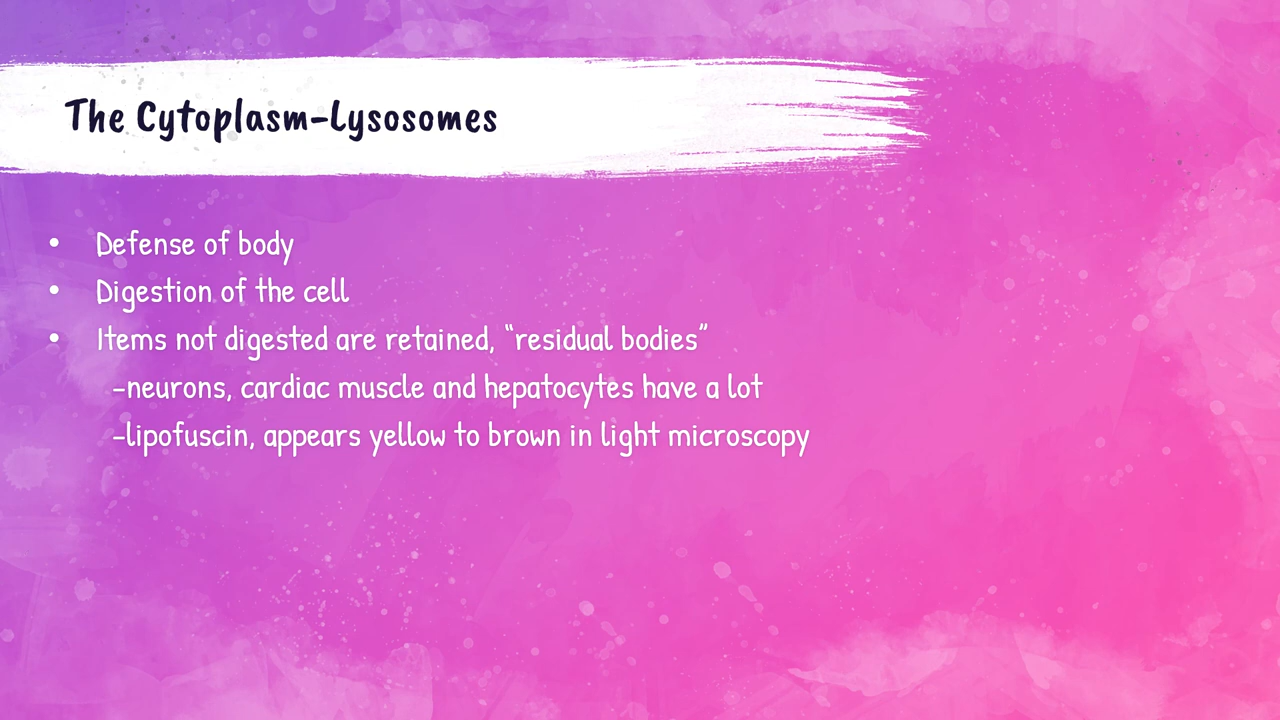 The Cytoplasm-Lysosomes
• Defense of body
• Digestion of the cell
• Items not digested are retained, “residual bodies”
-neurons, cardiac muscle and hepatocytes have a lot
-lipofuscin, appears yellow to brown in light microscopy